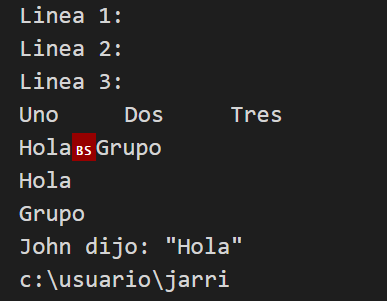 Linea 1:
Linea 2:
Linea 3:
Uno     Dos     Tres
HolaBSGrupo
Hola
Grupo
John dijo: "Hola"
c:\usuario\jarri